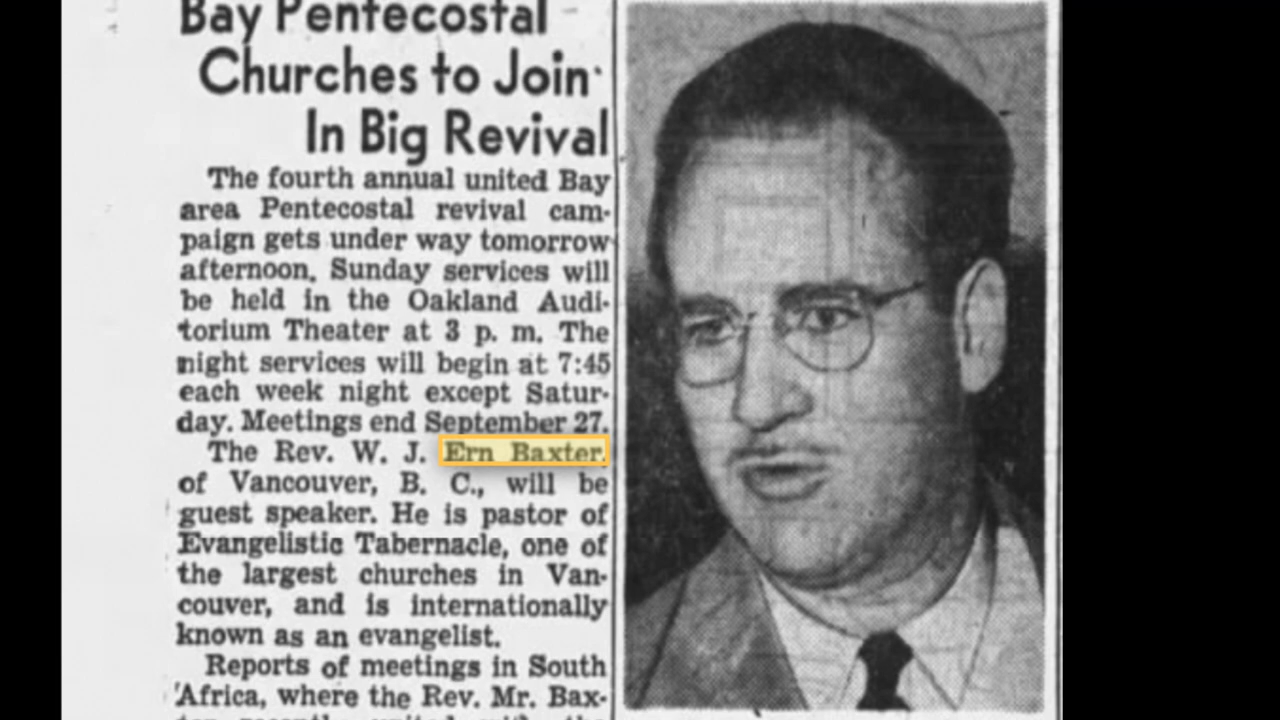 Bay Pentecostal
Churches to Join
In Big Revival
The fourth annual united Bay
area Pentecostal revival cam-
paign gets under way tomorrow
afternoon. Sunday services will
be held in the Oakland Audi-
torium Theater at 3 p. m. The
night services will begin at 7:45
each week night except Satur-
day. Meetings end September 27.
The Rev. W. J. Ern Baxter,
of Vancouver, B. C., will be
guest speaker. He is pastor of
Evangelistic Tabernacle, one of
the largest churches in Van-
couver, and is internationally
known as an evangelist.
Reports of meetings in South
Africa, where the Rev. Mr. Bax-